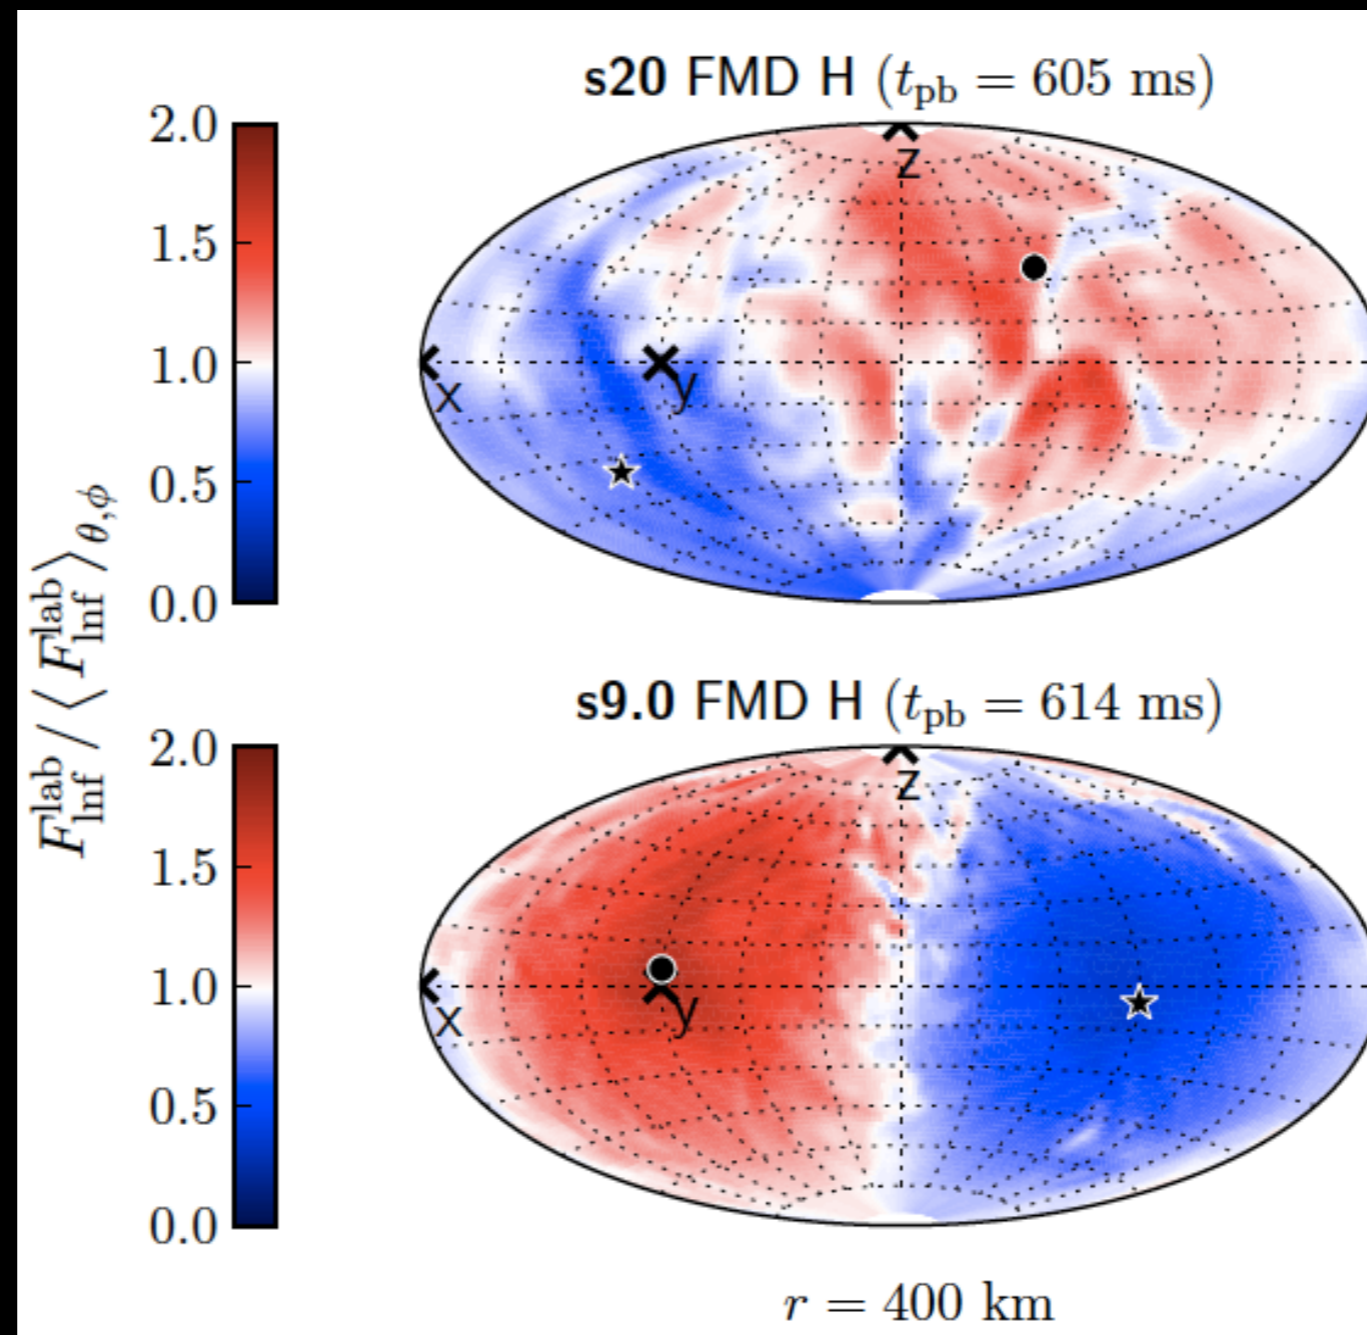 s20 FMD H (t_pb = 605 ms)
2.0
1.5
1.0
0.5
0.0
z
x
y
F_lnf^lab / ⟨F_lnf^lab⟩_θ,ϕ
s9.0 FMD H (t_pb = 614 ms)
2.0
1.5
1.0
0.5
0.0
z
x
y
r = 400 km